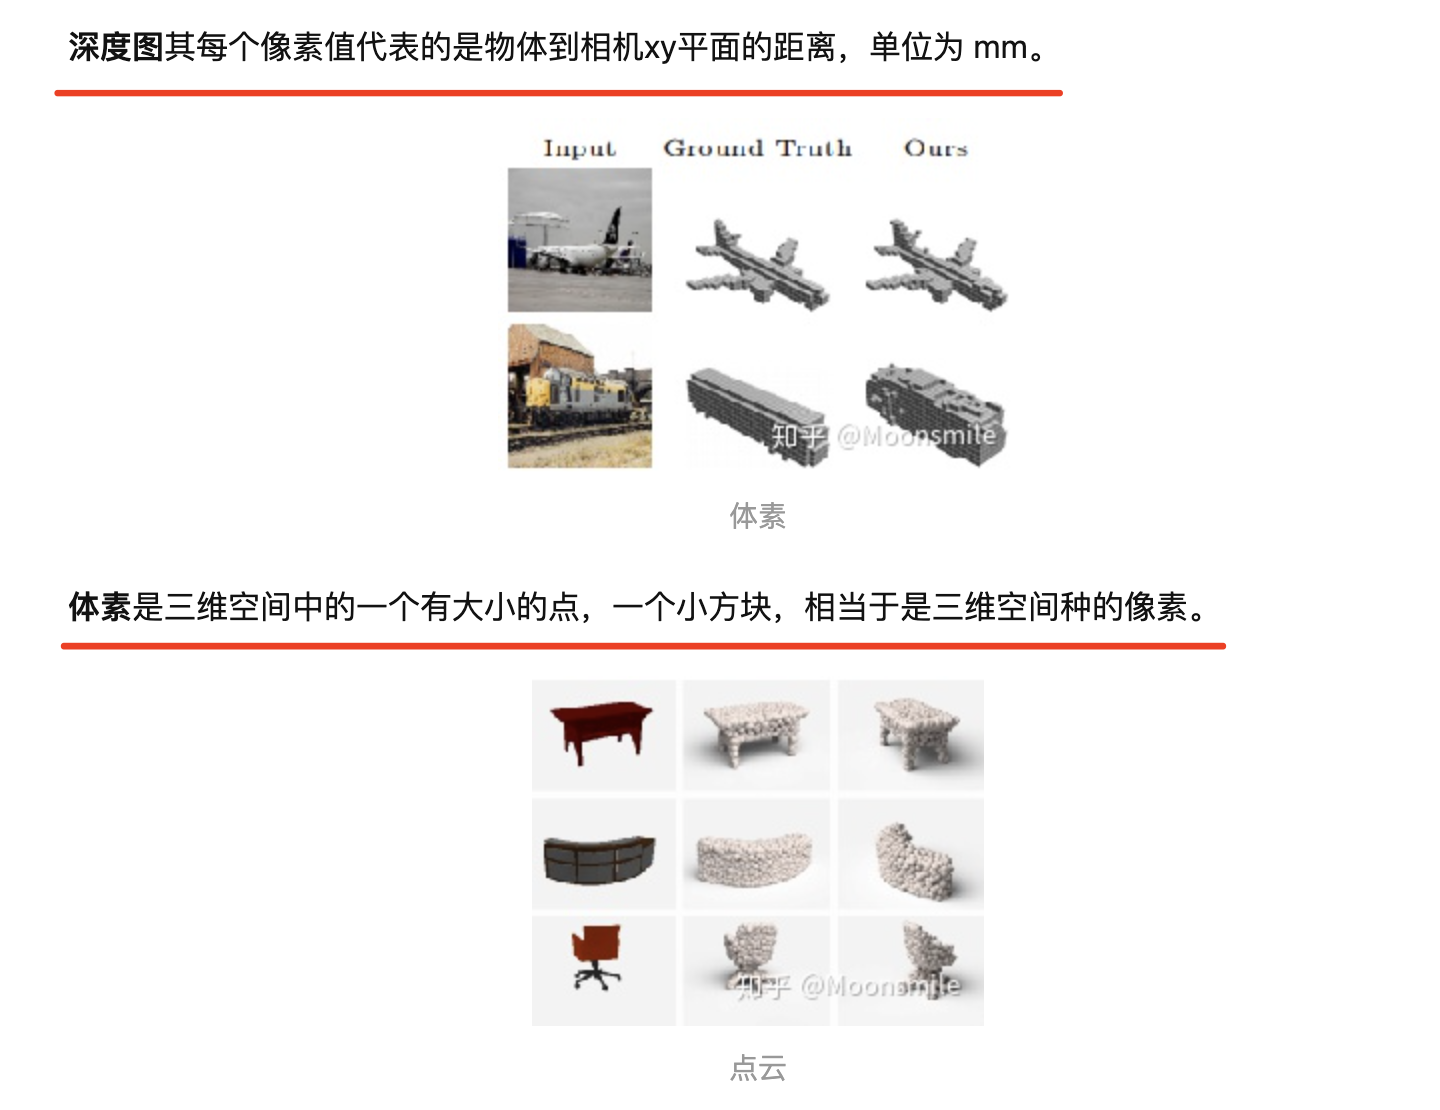 深度图其每个像素值代表的是物体到相机xy平面的距离，单位为 mm。
Input Ground Truth Ours
知乎 @Moonsmile
体素
体素是三维空间中的一个有大小的点，一个小方块，相当于是三维空间种的像素。
知乎 @Moonsmile
点云